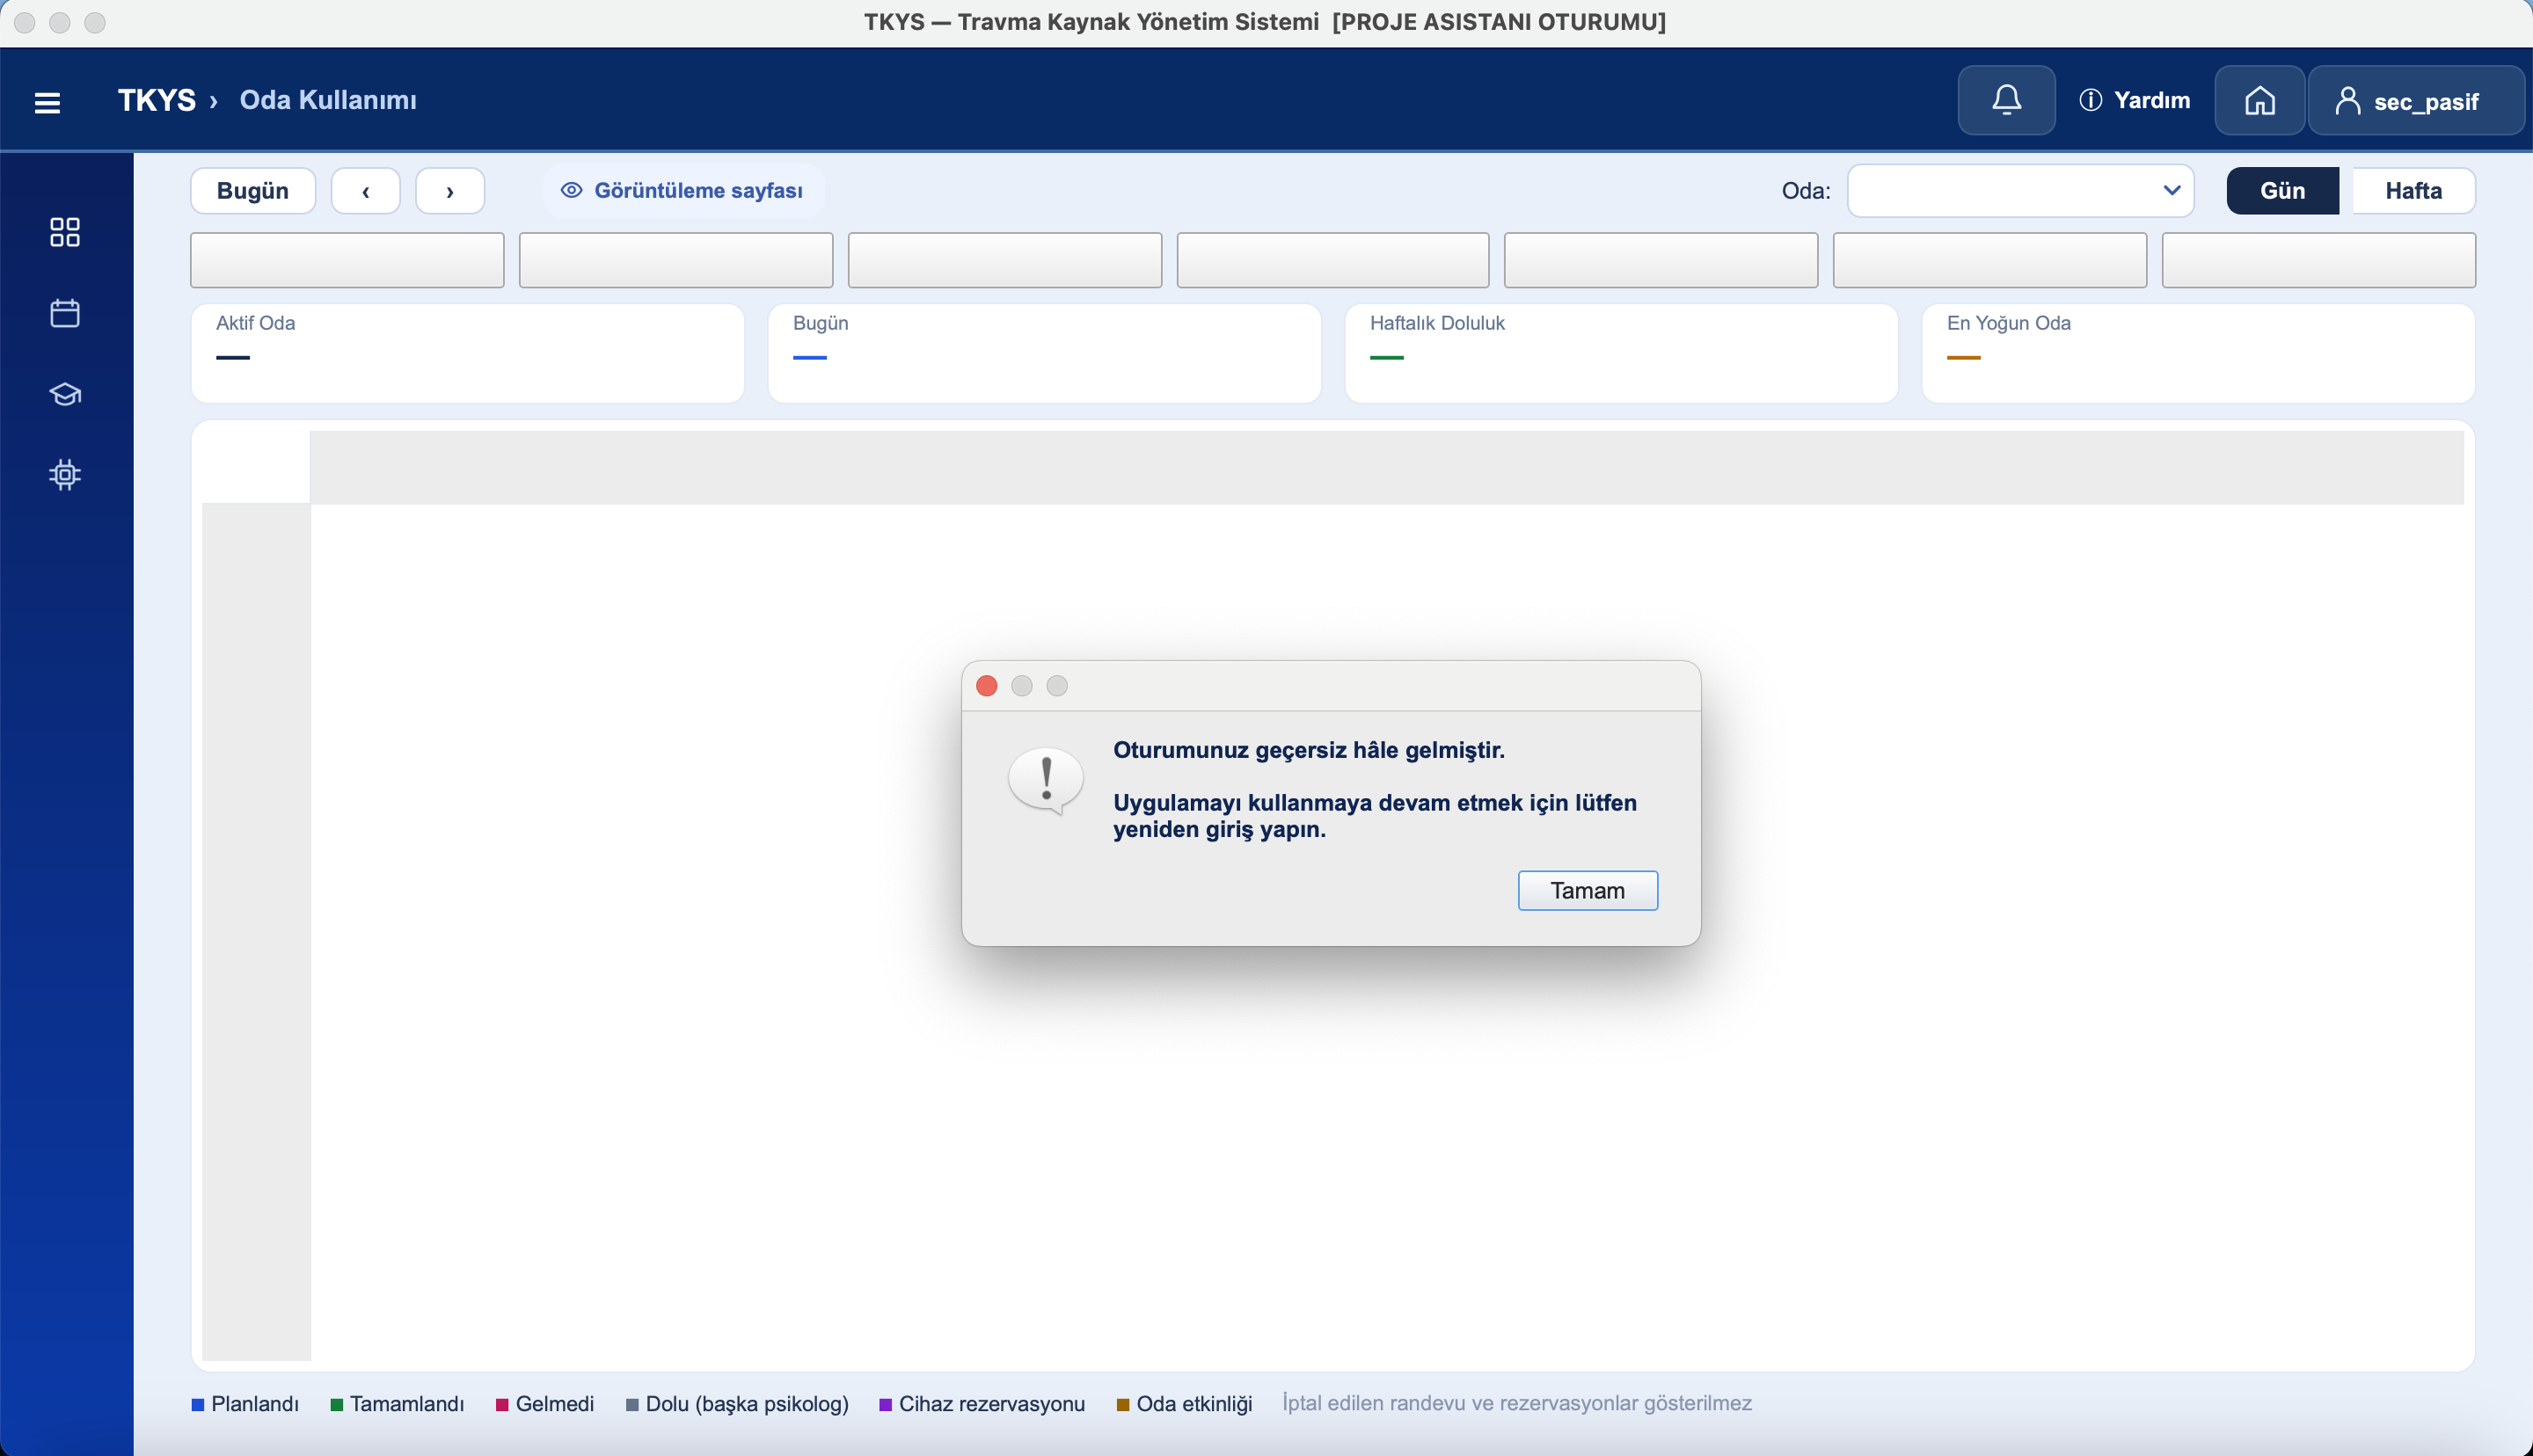 TKYS — Travma Kaynak Yönetim Sistemi [PROJE ASISTANI OTURUMU]
TKYS › Oda Kullanımı
Yardım
sec_pasif
Bugün ‹ › Görüntüleme sayfası
Oda:
Gün Hafta
Aktif Oda
—
Bugün
—
Haftalık Doluluk
—
En Yoğun Oda
—
Oturumunuz geçersiz hâle gelmiştir.
Uygulamayı kullanmaya devam etmek için lütfen
yeniden giriş yapın.
Tamam
Planlandı Tamamlandı Gelmedi Dolu (başka psikolog) Cihaz rezervasyonu Oda etkinliği İptal edilen randevu ve rezervasyonlar gösterilmez